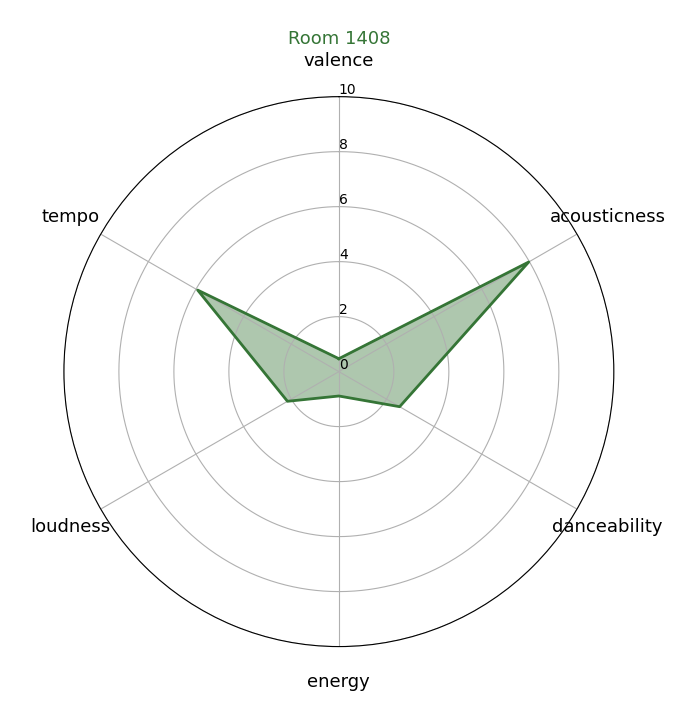 Room 1408
valence
10
8
tempo
6
acousticness
4
2
0
loudness
danceability
energy